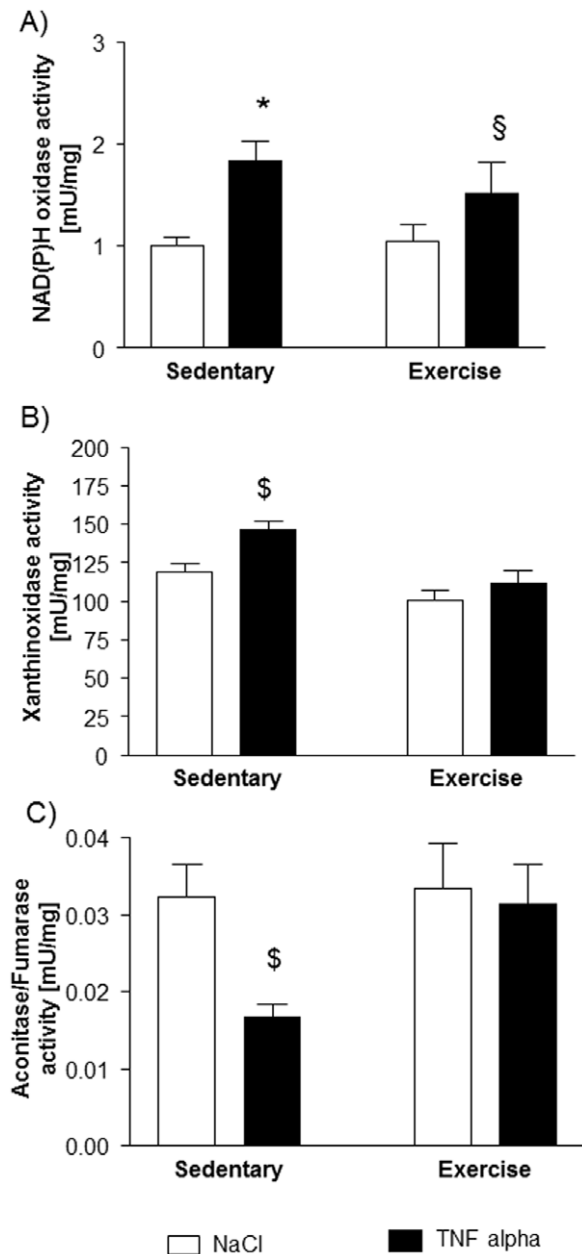 A)
NAD(P)H oxidase activity
[mU/mg]
3
2
1
0
*
§
Sedentary Exercise
B)
Xanthinoxidase activity
[mU/mg]
200
175
150
125
100
75
50
25
0
$
Sedentary Exercise
C)
Aconitase/Fumarase
activity [mU/mg]
0.04
0.03
0.02
0.01
0.00
$
Sedentary Exercise
NaCl TNF alpha